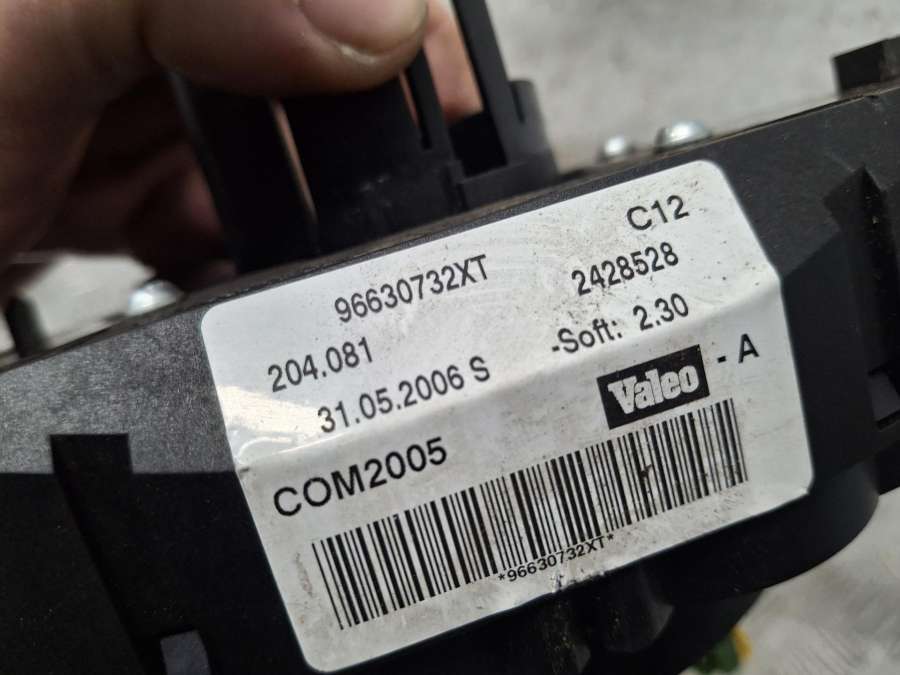 C12
96630732XT 2428528
204.081 -Soft: 2.30
31.05.2006 S Valeo - A
COM2005
*96630732XT*